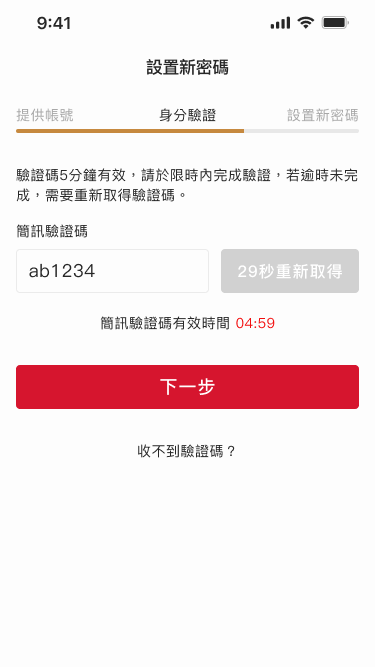 9:41
設置新密碼
提供帳號
身分驗證
設置新密碼
驗證碼5分鐘有效，請於限時內完成驗證，若逾時未完
成，需要重新取得驗證碼。
簡訊驗證碼
ab1234
29秒重新取得
簡訊驗證碼有效時間 04:59
下一步
收不到驗證碼？